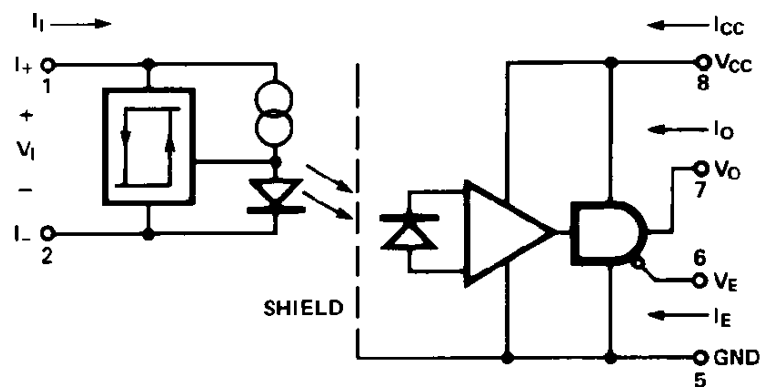 I_I
I_CC
I+
1
V_CC
8
+
V_I
–
I_O
V_O
7
I–
2
6
V_E
SHIELD
I_E
GND
5